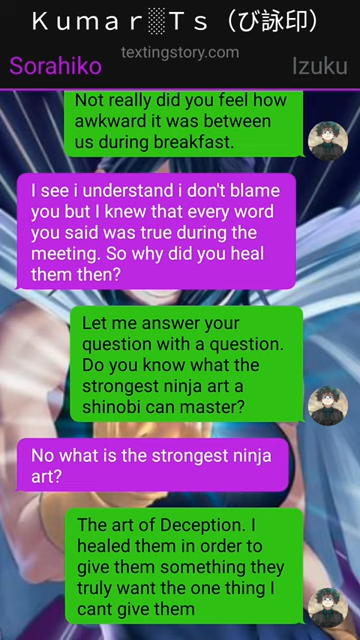 Ｋｕｍａｒ░Ｔｓ（び詠印）
textingstory.com
Sorahiko
Izuku
Not really did you feel how
awkward it was between
us during breakfast.
I see i understand i don't blame
you but I knew that every word
you said was true during the
meeting. So why did you heal
them then?
Let me answer your
question with a question.
Do you know what the
strongest ninja art a
shinobi can master?
No what is the strongest ninja
art?
The art of Deception. I
healed them in order to
give them something they
truly want the one thing I
cant give them